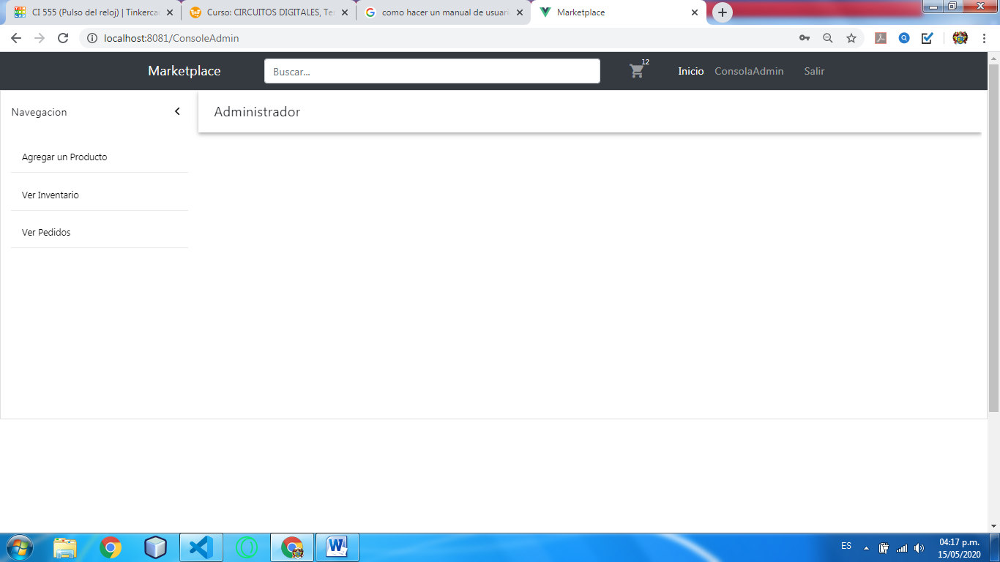 CI 555 (Pulso del reloj) | Tinkerca
Curso: CIRCUITOS DIGITALES, Te
como hacer un manual de usuari
Marketplace
localhost:8081/ConsoleAdmin
Marketplace
Buscar...
12
Inicio
ConsolaAdmin
Salir
Navegacion
Administrador
Agregar un Producto
Ver Inventario
Ver Pedidos
ES
04:17 p.m.
15/05/2020